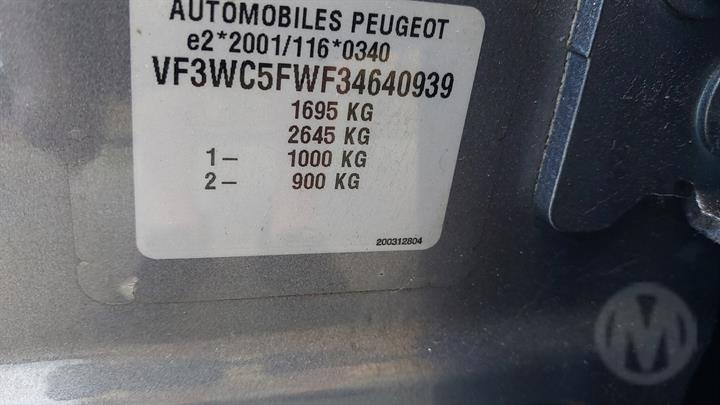 AUTOMOBILES PEUGEOT
e2*2001/116*0340
VF3WC5FWF34640939
1695 KG
2645 KG
1- 1000 KG
2- 900 KG
200312804
M